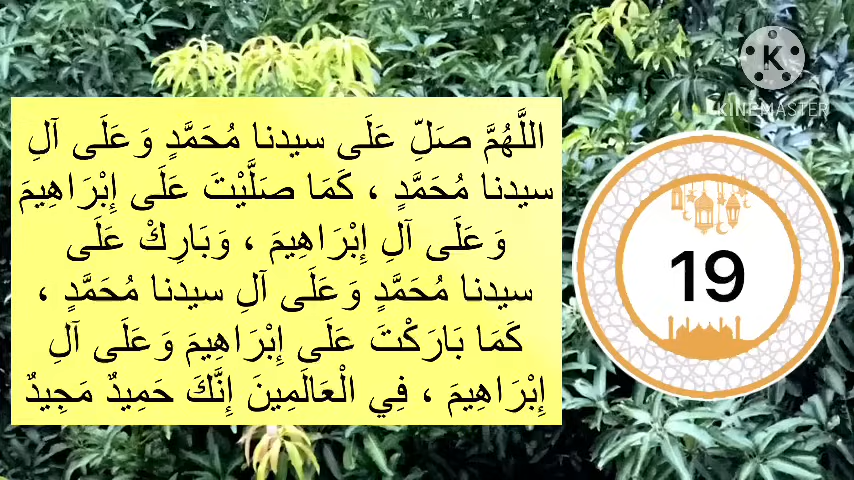 اللَّهُمَّ صَلِّ عَلَى سيدنا مُحَمَّدٍ وَعَلَى آلِ
سيدنا مُحَمَّدٍ ، كَمَا صَلَّيْتَ عَلَى إِبْرَاهِيمَ
وَعَلَى آلِ إِبْرَاهِيمَ ، وَبَارِكْ عَلَى
سيدنا مُحَمَّدٍ وَعَلَى آلِ سيدنا مُحَمَّدٍ ،
كَمَا بَارَكْتَ عَلَى إِبْرَاهِيمَ وَعَلَى آلِ
إِبْرَاهِيمَ ، فِي الْعَالَمِينَ إِنَّكَ حَمِيدٌ مَجِيدٌ
19
K
KINEMASTER